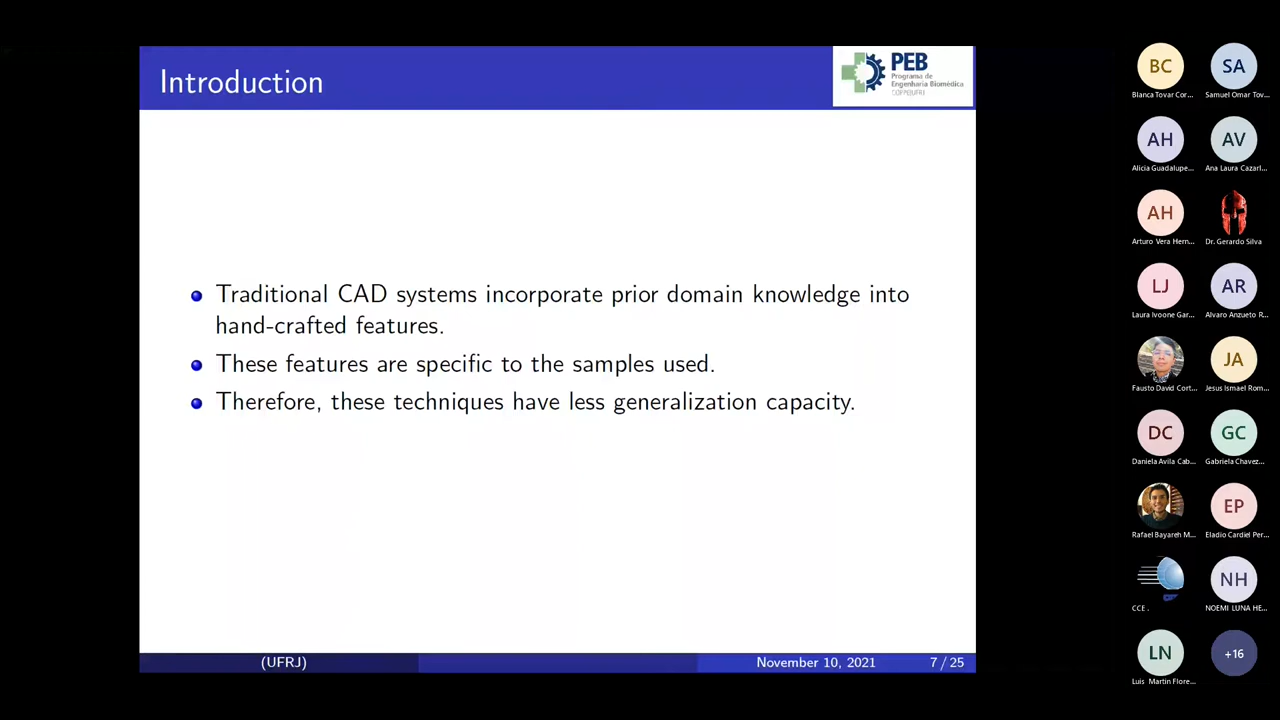 Introduction
PEB
Programa de
Engenharia Biomédica
COPPE/UFRJ
Traditional CAD systems incorporate prior domain knowledge into
hand-crafted features.
These features are specific to the samples used.
Therefore, these techniques have less generalization capacity.
(UFRJ)
November 10, 2021
7 / 25
BC
SA
Blanca Tovar Cor...
Samuel Omar Tov...
AH
AV
Alicia Guadalupe...
Ana Laura Cazarl...
AH
Arturo Vera Hern...
Dr. Gerardo Silva
LJ
AR
Laura Ivoone Gar...
Alvaro Anzueto R...
JA
Fausto David Cort...
Jesus Ismael Rom...
DC
GC
Daniela Avila Cab...
Gabriela Chavez...
EP
Rafael Bayareh M...
Eladio Cardiel Per...
NH
CCE .
NOEMI LUNA HE...
LN
+16
Luis Martin Flore...